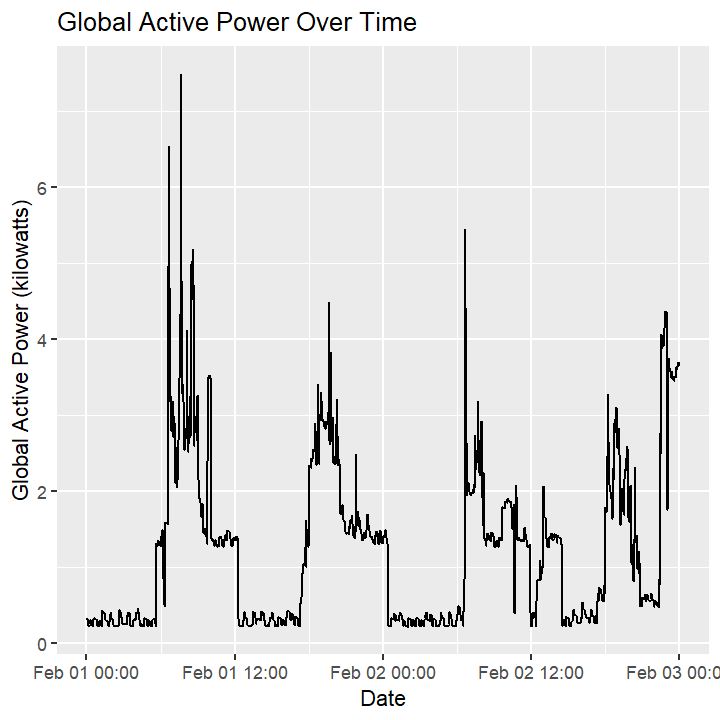 Global Active Power Over Time
Global Active Power (kilowatts)
6
4
2
0
Feb 01 00:00 Feb 01 12:00 Feb 02 00:00 Feb 02 12:00 Feb 03 00:0
Date